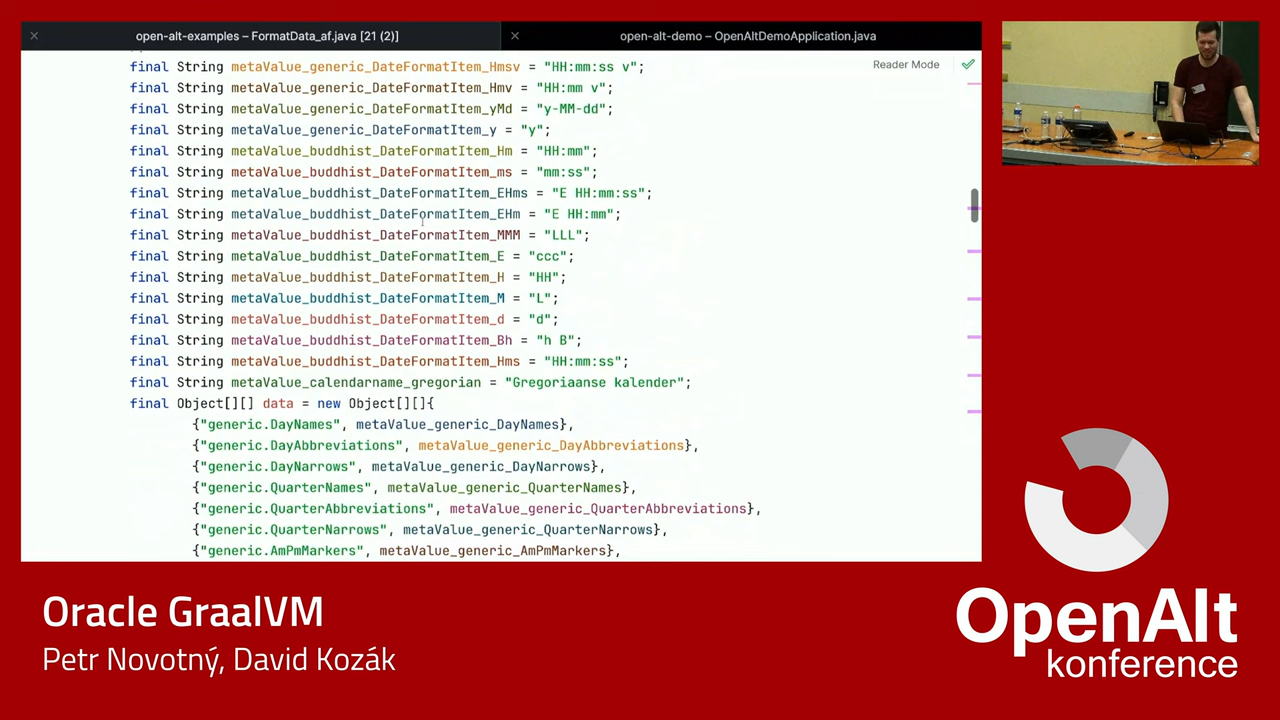 open-alt-examples – FormatData_af.java [21 (2)]
open-alt-demo – OpenAltDemoApplication.java
Reader Mode
final String metaValue_generic_DateFormatItem_Hmsv = "HH:mm:ss v";
final String metaValue_generic_DateFormatItem_Hmv = "HH:mm v";
final String metaValue_generic_DateFormatItem_yMd = "y-MM-dd";
final String metaValue_generic_DateFormatItem_y = "y";
final String metaValue_buddhist_DateFormatItem_Hm = "HH:mm";
final String metaValue_buddhist_DateFormatItem_ms = "mm:ss";
final String metaValue_buddhist_DateFormatItem_EHms = "E HH:mm:ss";
final String metaValue_buddhist_DateFormatItem_EHm = "E HH:mm";
final String metaValue_buddhist_DateFormatItem_MMM = "LLL";
final String metaValue_buddhist_DateFormatItem_E = "ccc";
final String metaValue_buddhist_DateFormatItem_H = "HH";
final String metaValue_buddhist_DateFormatItem_M = "L";
final String metaValue_buddhist_DateFormatItem_d = "d";
final String metaValue_buddhist_DateFormatItem_Bh = "h B";
final String metaValue_buddhist_DateFormatItem_Hms = "HH:mm:ss";
final String metaValue_calendarname_gregorian = "Gregoriaanse kalender";
final Object[][] data = new Object[][]{
{"generic.DayNames", metaValue_generic_DayNames},
{"generic.DayAbbreviations", metaValue_generic_DayAbbreviations},
{"generic.DayNarrows", metaValue_generic_DayNarrows},
{"generic.QuarterNames", metaValue_generic_QuarterNames},
{"generic.QuarterAbbreviations", metaValue_generic_QuarterAbbreviations},
{"generic.QuarterNarrows", metaValue_generic_QuarterNarrows},
{"generic.AmPmMarkers", metaValue_generic_AmPmMarkers},
Oracle GraalVM
Petr Novotný, David Kozák
OpenAlt
konference